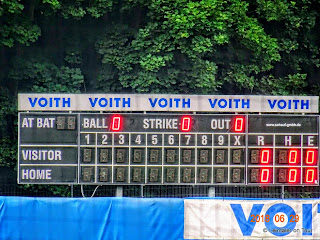 VOITH VOITH VOITH VOITH VOITH
AT BAT BALL 0 STRIKE 0 OUT 0
1 2 3 4 5 6 7 8 9 X R H E
VISITOR 0 0 0
HOME 0 0 0
VOITH